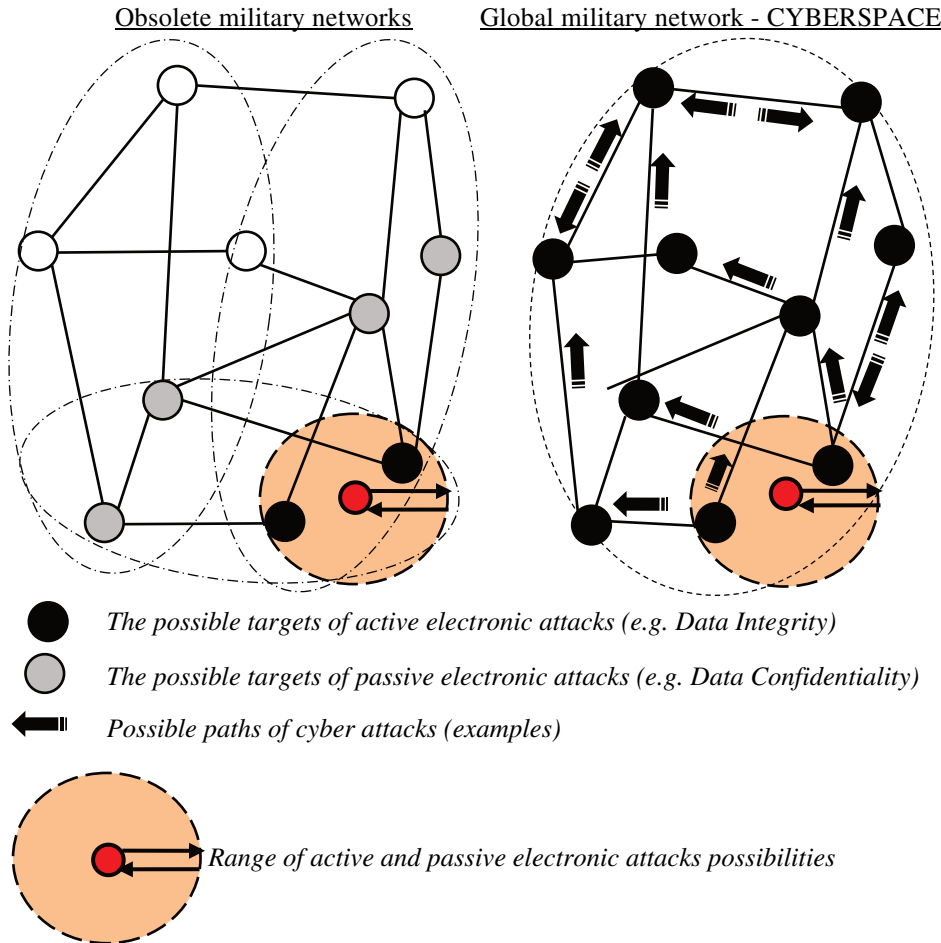 Obsolete military networks
Global military network - CYBERSPACE
The possible targets of active electronic attacks (e.g. Data Integrity)
The possible targets of passive electronic attacks (e.g. Data Confidentiality)
Possible paths of cyber attacks (examples)
Range of active and passive electronic attacks possibilities